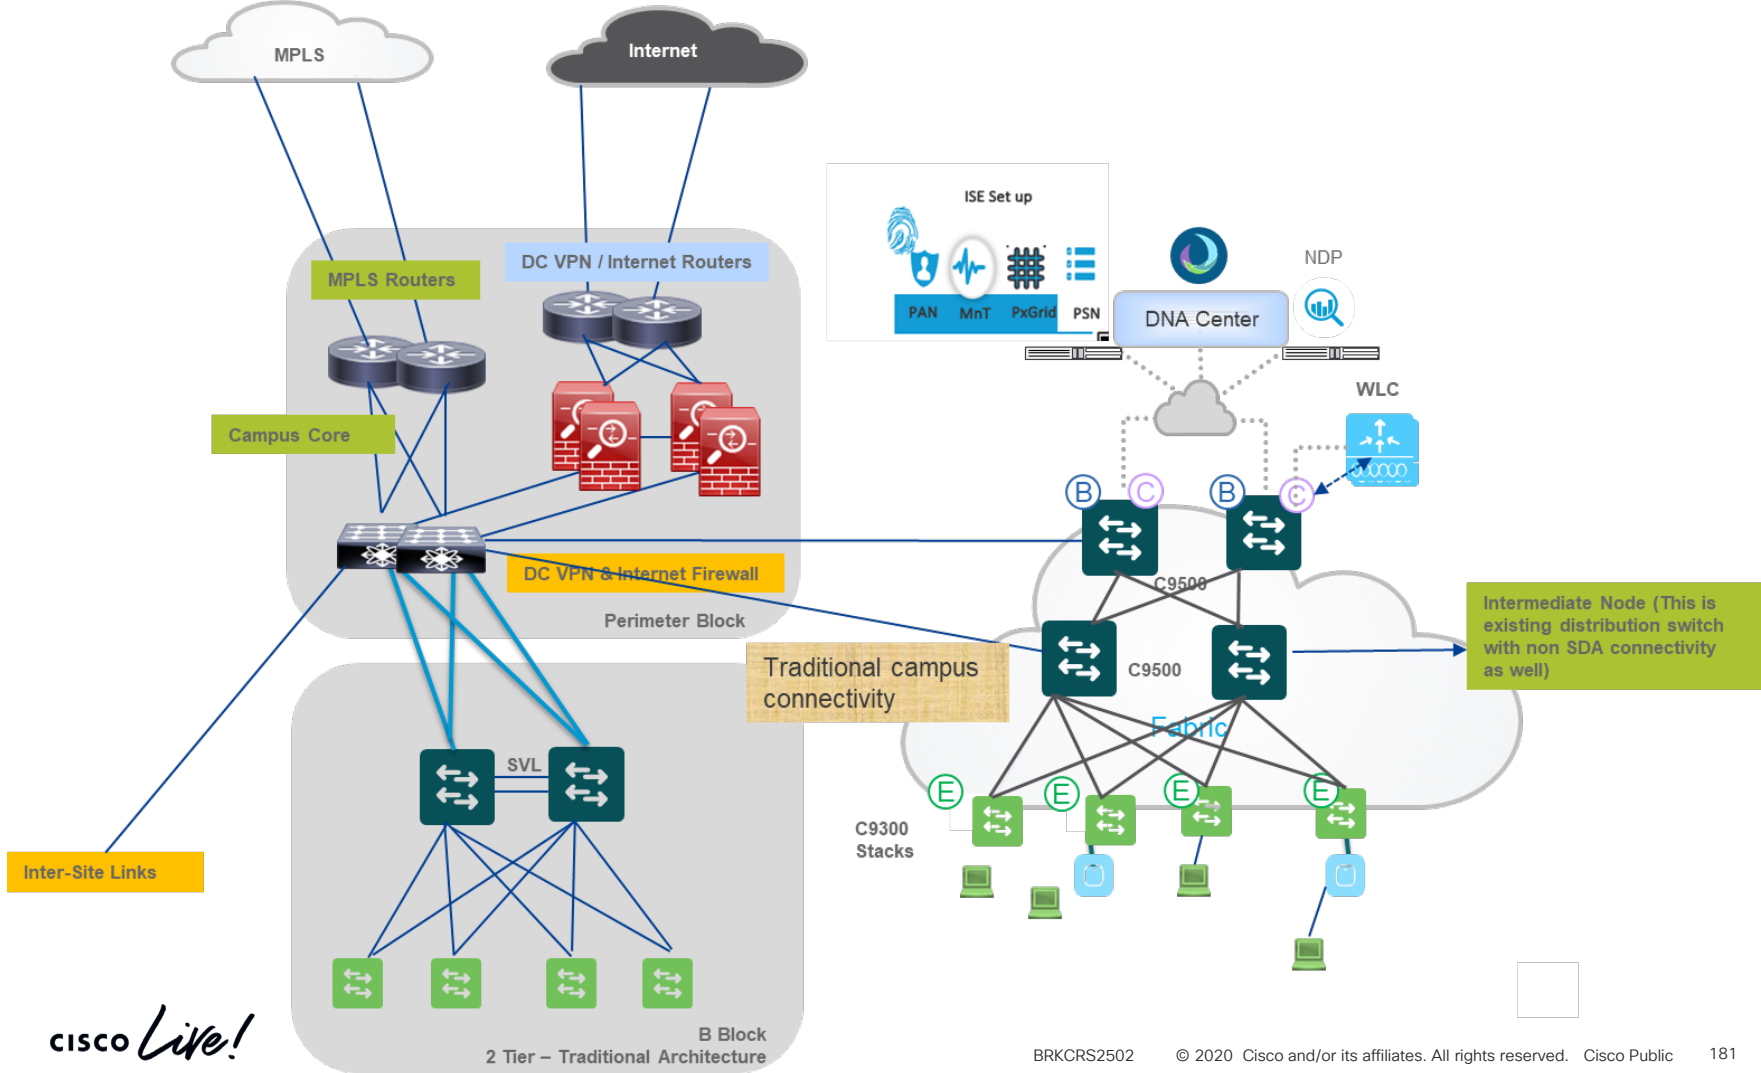 MPLS
Internet
ISE Set up
MPLS Routers
DC VPN / Internet Routers
NDP
PAN
MnT
PxGrid
PSN
DNA Center
WLC
Campus Core
B
C
B
C
DC VPN & Internet Firewall
C9500
Perimeter Block
Intermediate Node (This is
existing distribution switch
with non SDA connectivity
as well)
Traditional campus
connectivity
C9500
Fabric
SVL
E
E
E
E
C9300
Stacks
Inter-Site Links
B Block
2 Tier – Traditional Architecture
CISCO Live!
BRKCRS2502
© 2020 Cisco and/or its affiliates. All rights reserved. Cisco Public
181